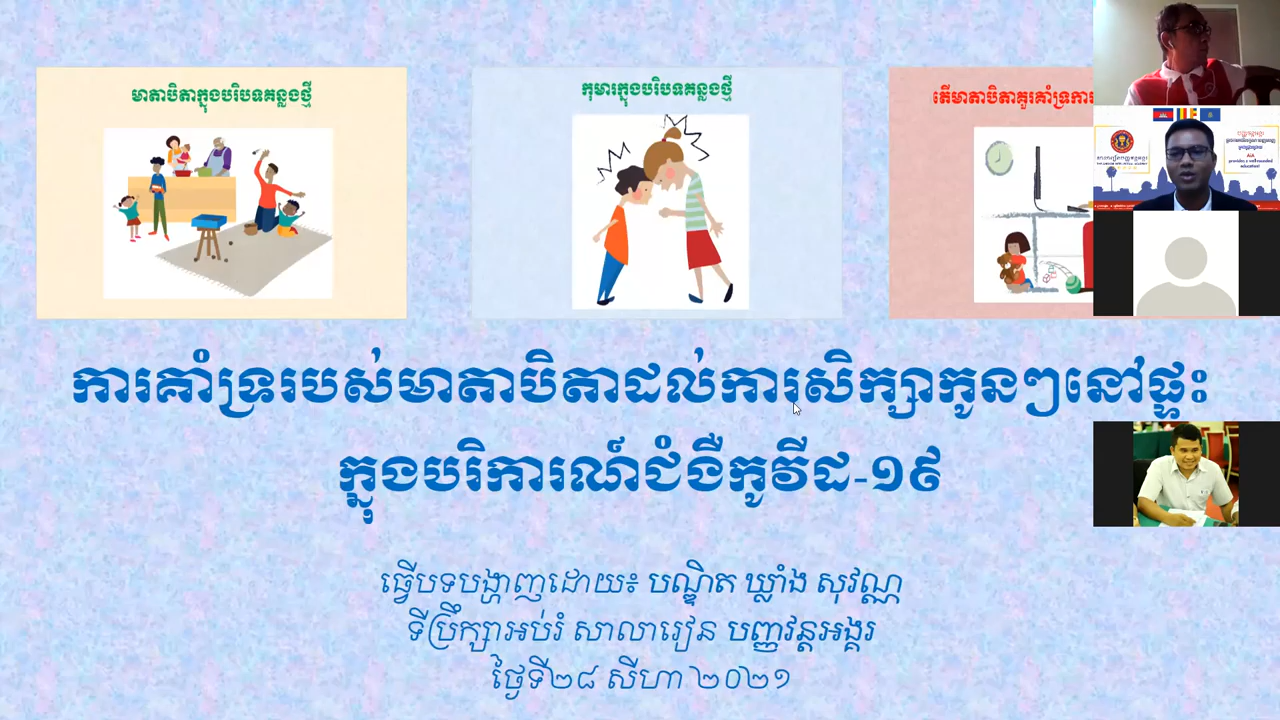 មាតាបិតាក្នុងបរិបទគន្លងថ្មី
កុមារក្នុងបរិបទគន្លងថ្មី
តើមាតាបិតាគួរគាំទ្រការ
ការគាំទ្ររបស់មាតាបិតាដល់ការសិក្សាកូនៗនៅផ្ទះ
ក្នុងបរិការណ៍ជំងឺកូវីដ-១៩
ធ្វើបទបង្ហាញដោយ៖ បណ្ឌិត ឃ្លាំង សុវណ្ណ
ទីប្រឹក្សាអប់រំ សាលារៀន បញ្ញវន្តអង្គរ
ថ្ងៃទី២៨ សីហា ២០២១